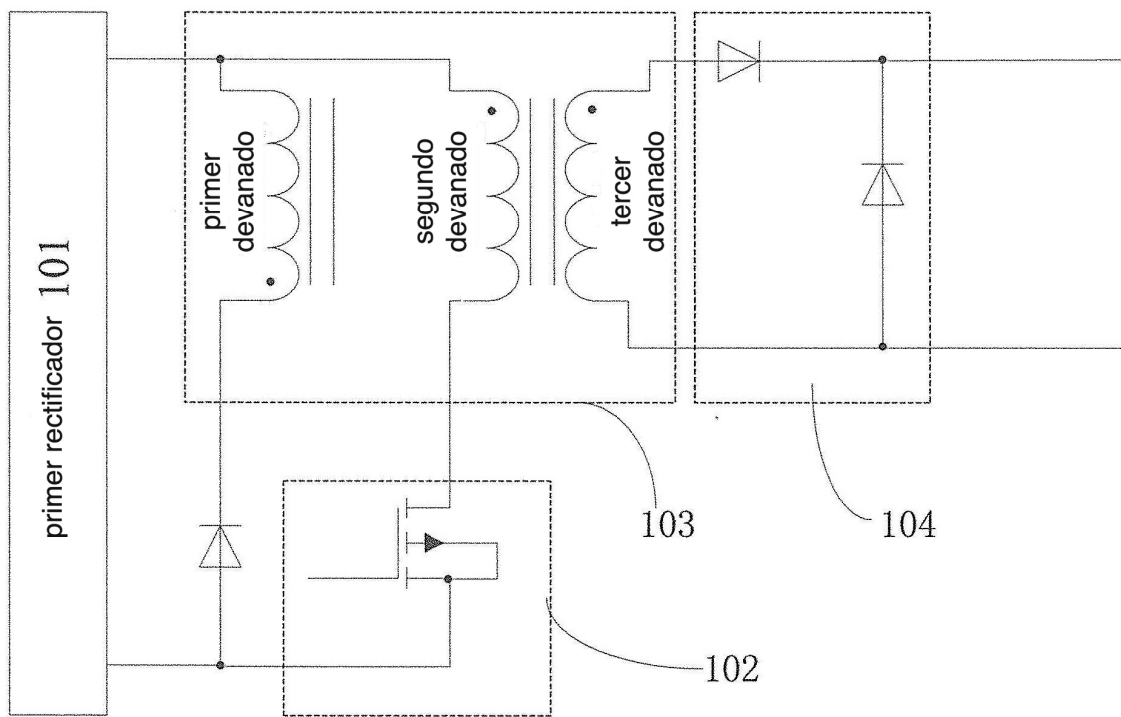 primer rectificador 101
primer
devanado
segundo
devanado
tercer
devanado
103
104
102